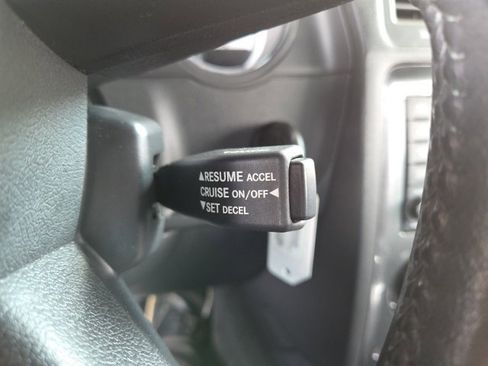 ▲RESUME ACCEL
CRUISE ON/OFF◄
▼SET DECEL